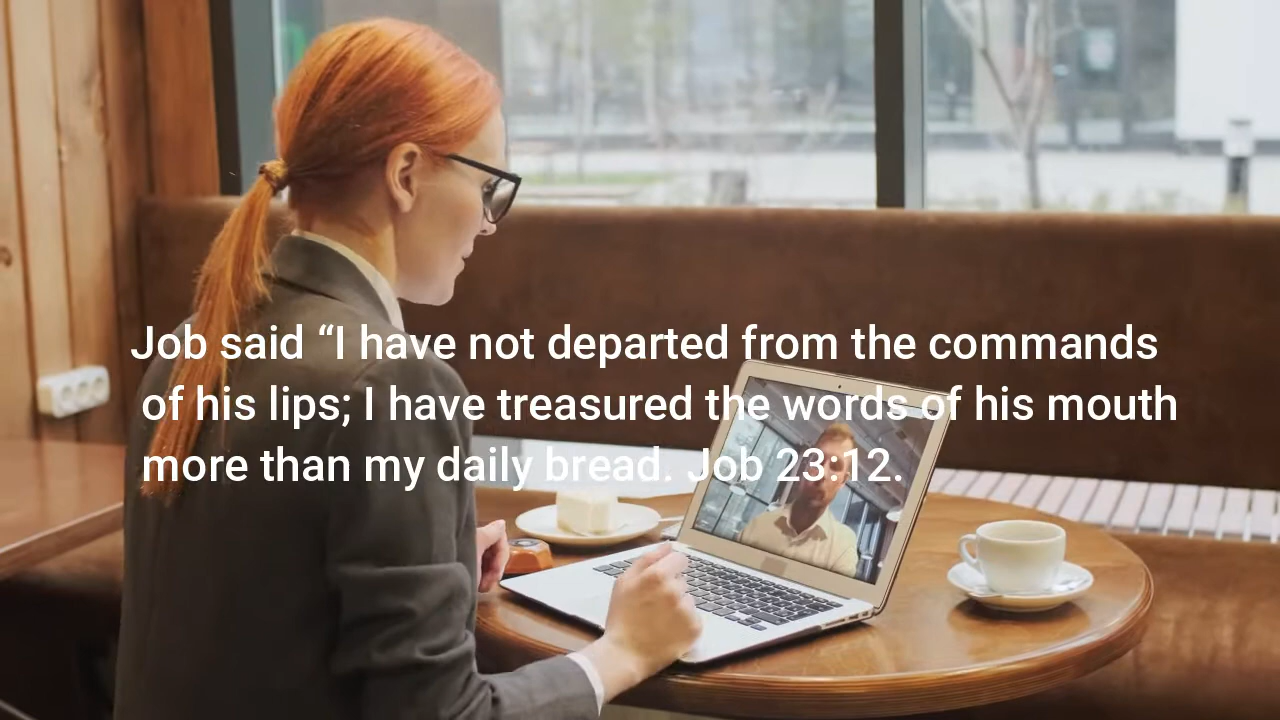 Job said “I have not departed from the commands
of his lips; I have treasured the words of his mouth
more than my daily bread. Job 23:12.